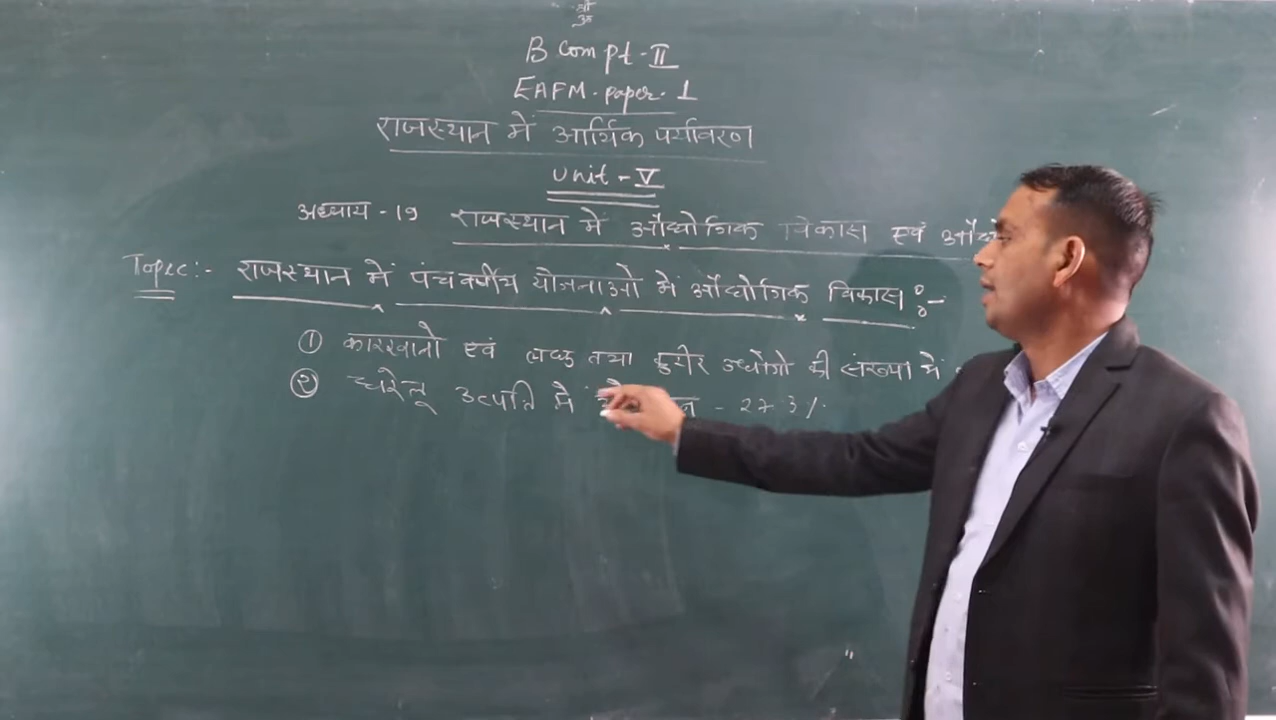 श्री
B Com pt-II
EAFM-paper-1
राजस्थान में आर्थिक पर्यावरण
Unit-V
अध्याय-19 राजस्थान में औद्योगिक विकास एवं
Topic:- राजस्थान में पंचवर्षीय योजनाओ में औद्योगिक विकास:-
① कारखानो एवं लघु तथा कुटीर उद्योगो की संख्या में
② घरेलू उत्पत्ति में - 27.3%